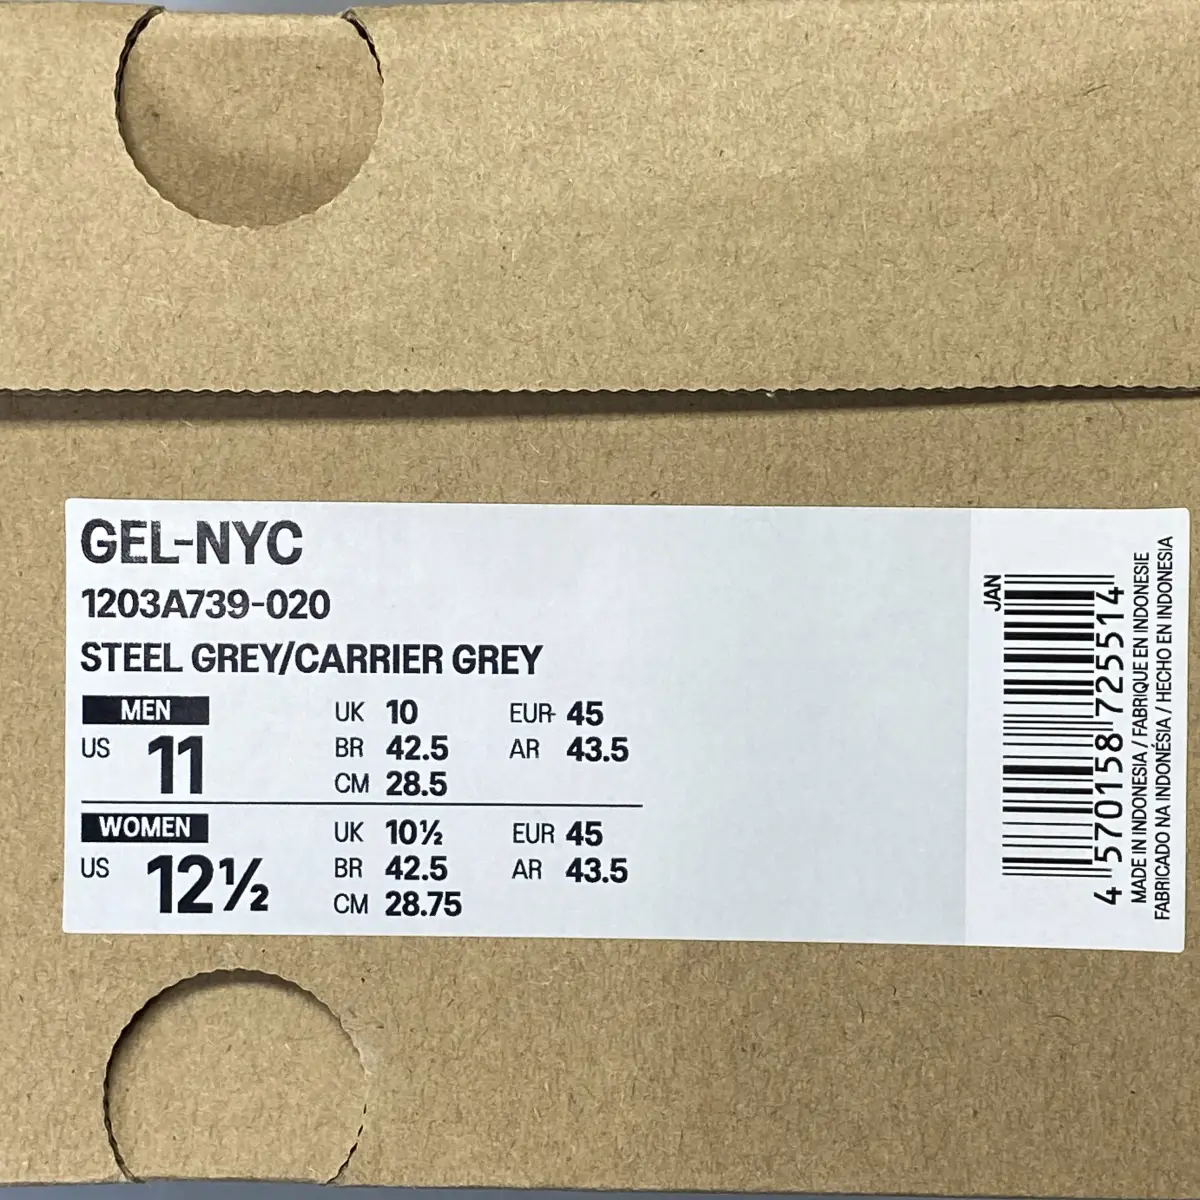 GEL-NYC
1203A739-020
STEEL GREY/CARRIER GREY
MEN
US 11
UK 10 EUR 45
BR 42.5 AR 43.5
CM 28.5
WOMEN
US 12½
UK 10½ EUR 45
BR 42.5 AR 43.5
CM 28.75
JAN
4 570158 725514
MADE IN INDONESIA / FABRIQUE EN INDONESIE
FABRICADO NA INDONÉSIA / HECHO EN INDONESIA